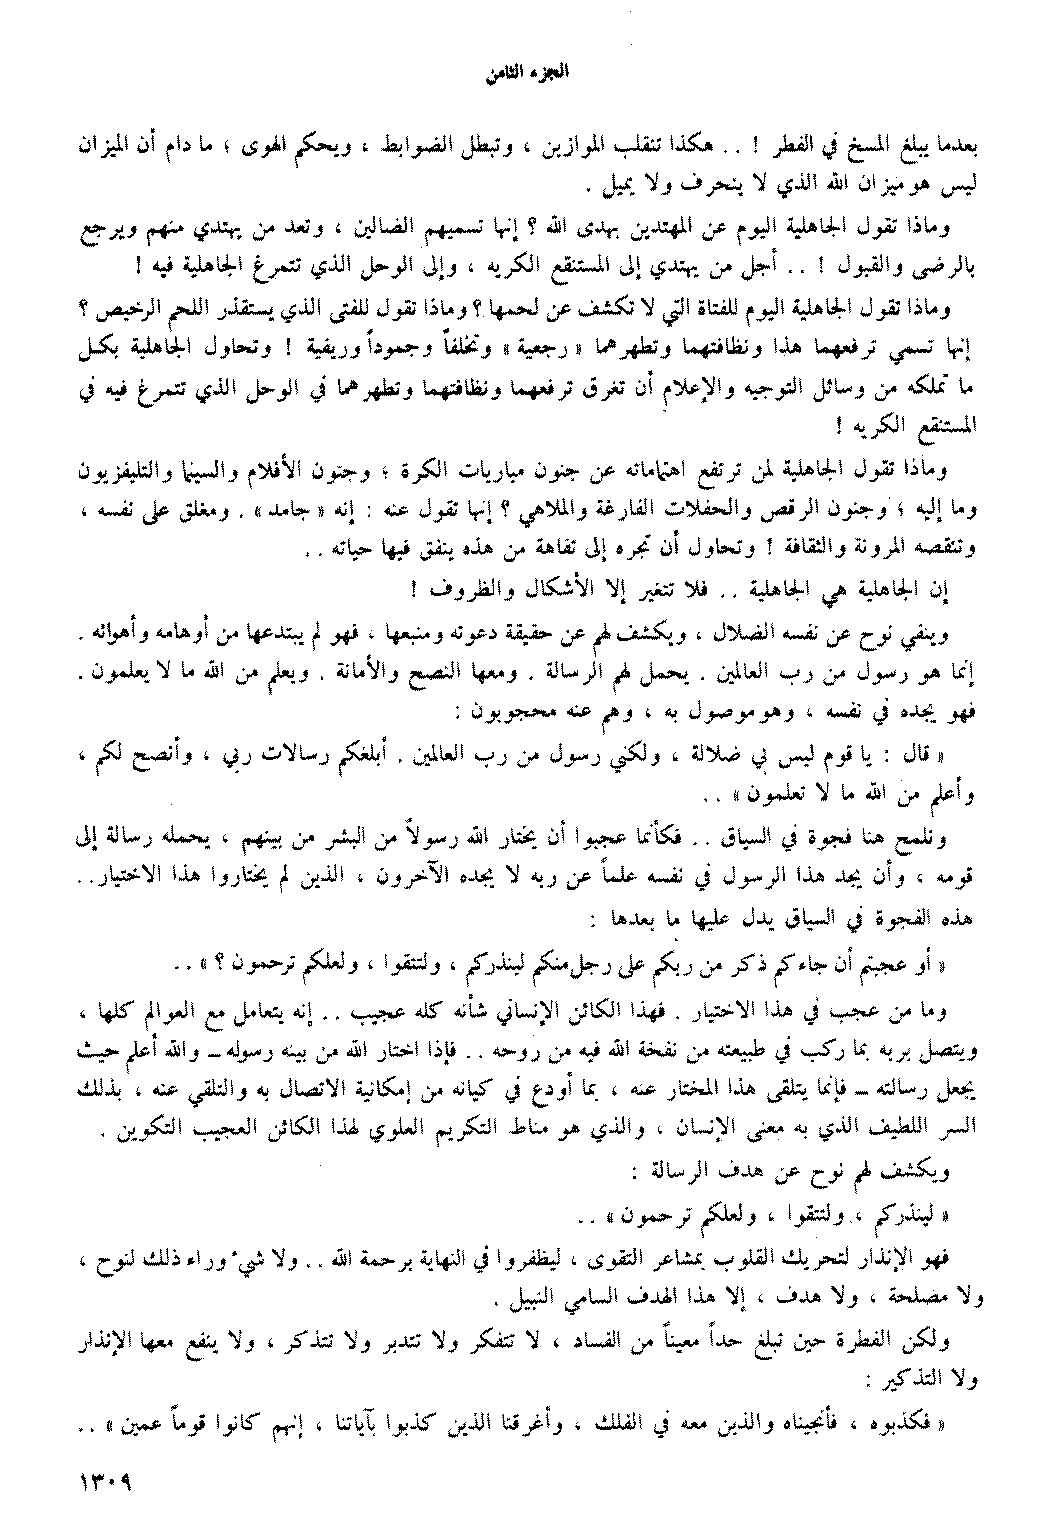 الجزء الثامن
بعدما يبلغ المسخ في الفطر ! .. هكذا تنقلب الموازين ، وتبطل الضوابط ، ويحكم الهوى ؛ ما دام أن الميزان
ليس هو ميزان الله الذي لا ينحرف ولا يميل .
وماذا تقول الجاهلية اليوم عن المهتدين بهدى الله ؟ إنها تسميهم الضالين ، وتعد من يهتدي منهم ويرجع
بالرضى والقبول ! .. أجل من يهتدي إلى المستنقع الكريه ، وإلى الوحل الذي تتمرغ الجاهلية فيه !
وماذا تقول الجاهلية اليوم للفتاة التي لا تكشف عن لحمها ؟ وماذا تقول للفتى الذي يستقذر اللحم الرخيص ؟
إنها تسمي ترفعهما هذا ونظافتهما وتطهرهما « رجعية » وتخلفاً وجموداً وريفية ! وتحاول الجاهلية بكل
ما تملكه من وسائل التوجيه والإعلام أن تغرق ترفعهما ونظافتهما وتطهرهما في الوحل الذي تتمرغ فيه في
المستنقع الكريه !
وماذا تقول الجاهلية لمن ترتفع اهتماماته عن جنون مباريات الكرة ؛ وجنون الأفلام والسينما والتليفزيون
وما إليه ؛ وجنون الرقص والحفلات الفارغة والملاهي ؟ إنها تقول عنه : إنه « جامد » . ومغلق على نفسه ،
وتنقصه المرونة والثقافة ! وتحاول أن تجره إلى تفاهة من هذه ينفق فيها حياته ..
إن الجاهلية هي الجاهلية .. فلا تتغير إلا الأشكال والظروف !
وينفي نوح عن نفسه الضلال ، ويكشف لهم عن حقيقة دعوته ومنبعها ، فهو لم يبتدعها من أوهامه وأهوائه .
إنما هو رسول من رب العالمين . يحمل لهم الرسالة . ومعها النصح والأمانة . ويعلم من الله ما لا يعلمون .
فهو يجده في نفسه ، وهو موصول به ، وهم عنه محجوبون :
« قال : يا قوم ليس بي ضلالة ، ولكني رسول من رب العالمين . أبلغكم رسالات ربي ، وأنصح لكم ،
وأعلم من الله ما لا تعلمون » ..
ونلمح هنا فجوة في السياق .. فكأنما عجبوا أن يختار الله رسولاً من البشر من بينهم ، يحمله رسالة إلى
قومه ، وأن يجد هذا الرسول في نفسه علماً عن ربه لا يجده الآخرون ، الذين لم يختاروا هذا الاختيار ..
هذه الفجوة في السياق يدل عليها ما بعدها :
« أو عجبتم أن جاءكم ذكر من ربكم على رجل منكم لينذركم ، ولتتقوا ، ولعلكم ترحمون ؟ » ..
وما من عجب في هذا الاختيار . فهذا الكائن الإنساني شأنه كله عجيب .. إنه يتعامل مع العوالم كلها ،
ويتصل بربه بما ركب في طبيعته من نفخة الله فيه من روحه .. فإذا اختار الله من بينه رسوله – والله أعلم حيث
يجعل رسالته – فإنما يتلقى هذا المختار عنه ، بما أودع في كيانه من إمكانية الاتصال به والتلقي عنه ، بذلك
السر اللطيف الذي به معنى الإنسان ، والذي هو مناط التكريم العلوي لهذا الكائن العجيب التكوين .
ويكشف لهم نوح عن هدف الرسالة :
« لينذركم ، ولتتقوا ، ولعلكم ترحمون » ..
فهو الإنذار لتحريك القلوب بمشاعر التقوى ، ليظفروا في النهاية برحمة الله .. ولا شيء وراء ذلك لنوح ،
ولا مصلحة ، ولا هدف ، إلا هذا الهدف السامي النبيل .
ولكن الفطرة حين تبلغ حداً معيناً من الفساد ، لا تتفكر ولا تتدبر ولا تتذكر ، ولا ينفع معها الإنذار
ولا التذكير :
« فكذبوه ، فأنجيناه والذين معه في الفلك ، وأغرقنا الذين كذبوا بآياتنا ، إنهم كانوا قوماً عمين » ..
١٣٠٩